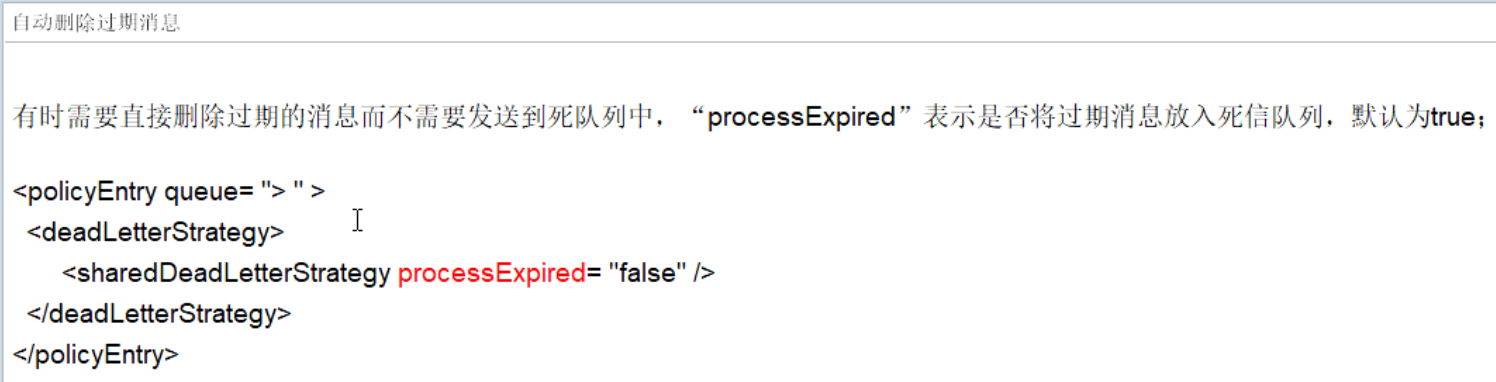 自动删除过期消息
有时需要直接删除过期的消息而不需要发送到死队列中，“processExpired”表示是否将过期消息放入死信队列，默认为true；
<policyEntry queue= "> " >
<deadLetterStrategy>
<sharedDeadLetterStrategy processExpired= "false" />
</deadLetterStrategy>
</policyEntry>